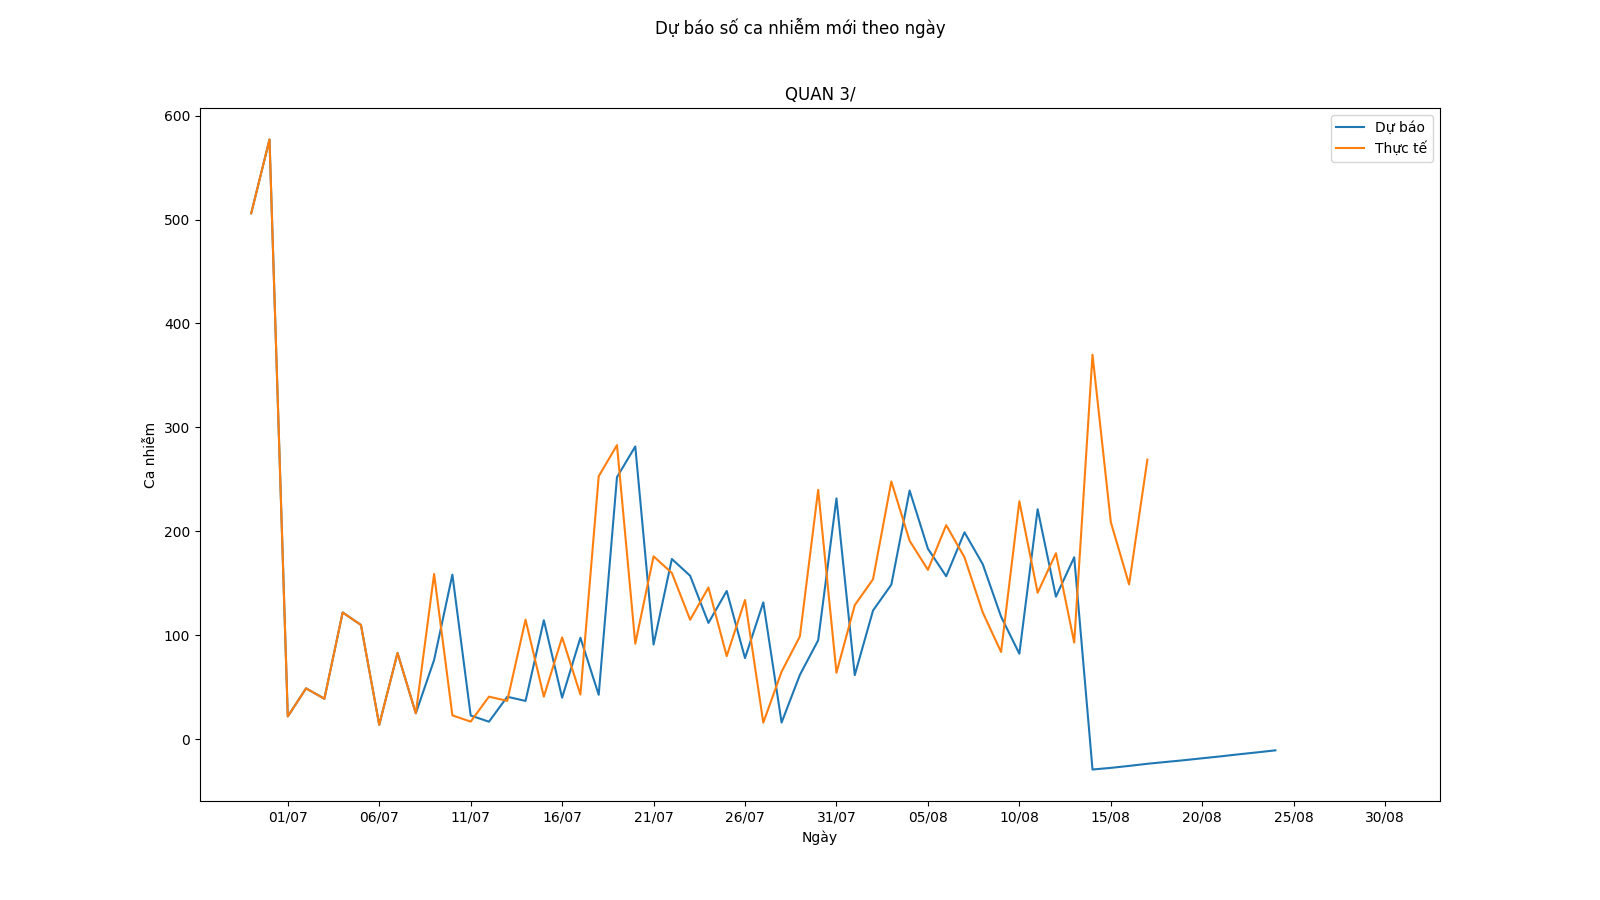 Dự báo số ca nhiễm mới theo ngày
QUAN 3/
Dự báo
Thực tế
Ca nhiễm
600
500
400
300
200
100
0
01/07 06/07 11/07 16/07 21/07 26/07 31/07 05/08 10/08 15/08 20/08 25/08 30/08
Ngày